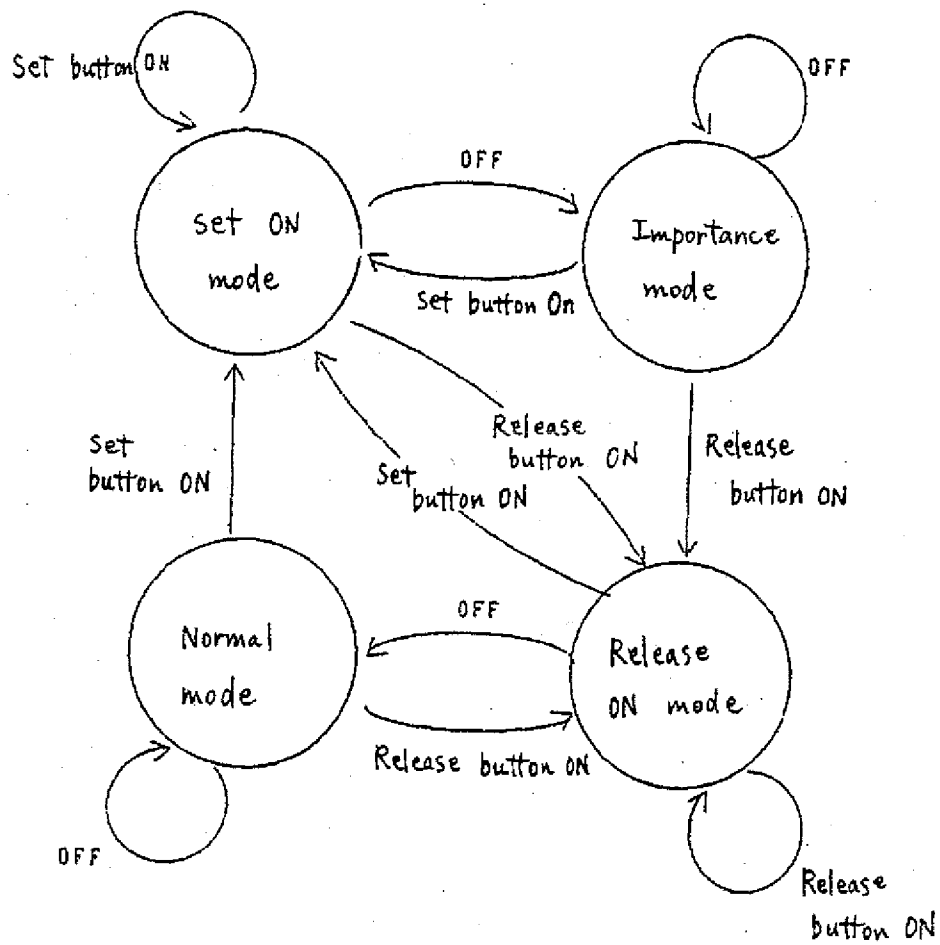 Set button ON
OFF
OFF
Set ON
mode
Importance
mode
Set button On
Set
button ON
Release
button ON
Set
button ON
Release
button ON
OFF
Normal
mode
Release
ON mode
Release button ON
OFF
Release
button ON